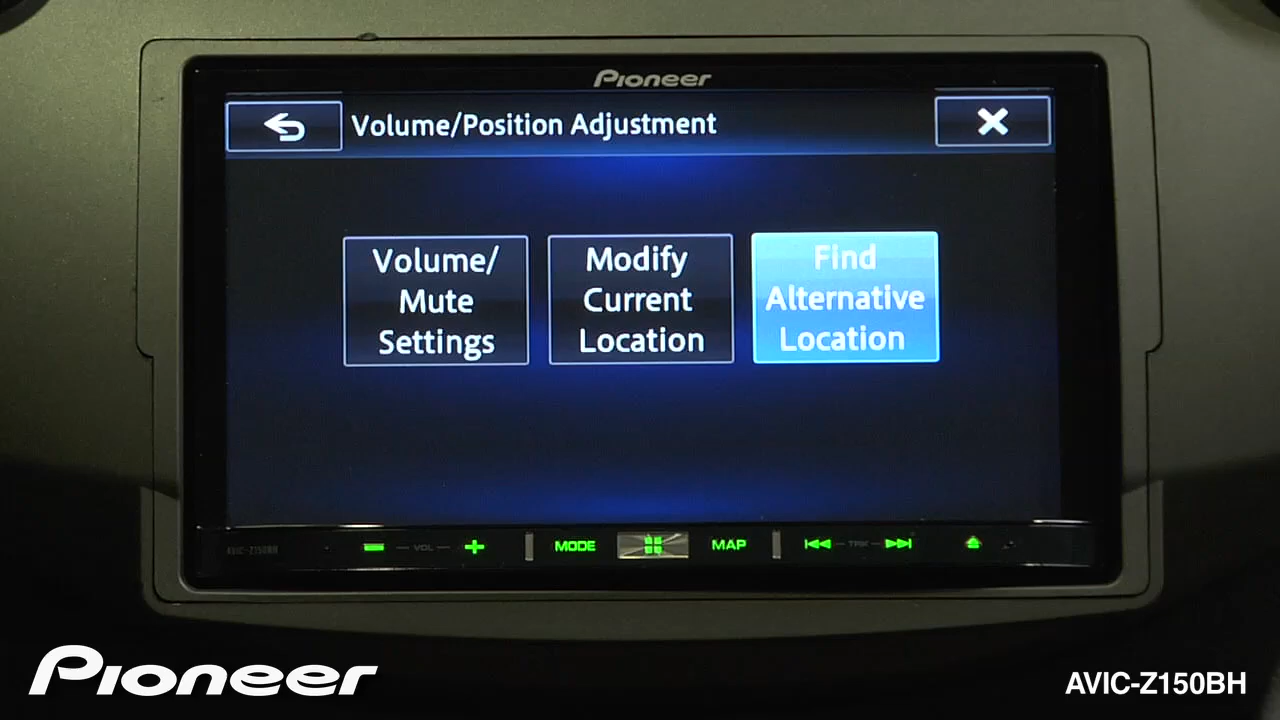 Pioneer
Volume/Position Adjustment
Volume/
Mute
Settings
Modify
Current
Location
Find
Alternative
Location
AVIC-Z150BH
VOL
MODE
MAP
TRK
Pioneer
AVIC-Z150BH